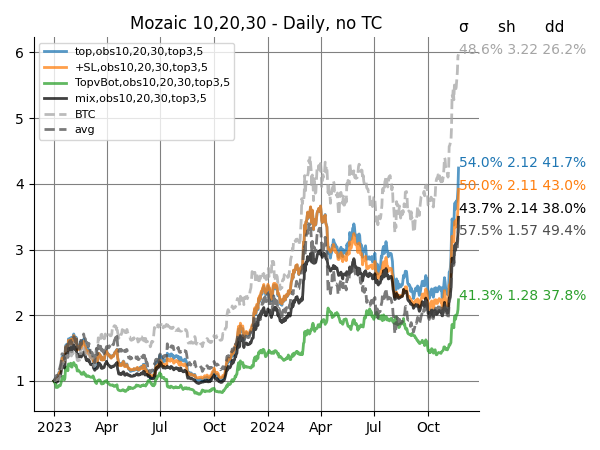 Mozaic 10,20,30 - Daily, no TC
σ sh dd
top,obs10,20,30,top3,5
+SL,obs10,20,30,top3,5
TopvBot,obs10,20,30,top3,5
mix,obs10,20,30,top3,5
BTC
avg
48.6% 3.22 26.2%
54.0% 2.12 41.7%
50.0% 2.11 43.0%
43.7% 2.14 38.0%
57.5% 1.57 49.4%
41.3% 1.28 37.8%
6
5
4
3
2
1
2023 Apr Jul Oct 2024 Apr Jul Oct